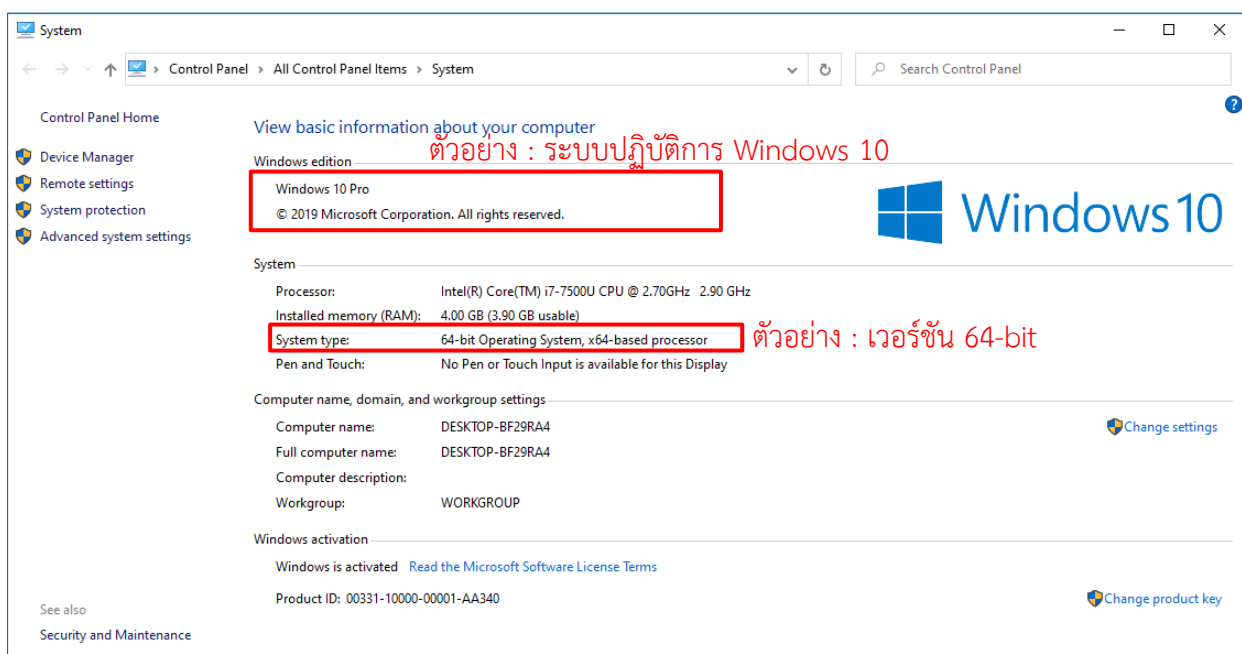 System
Control Panel > All Control Panel Items > System
Search Control Panel
?
Control Panel Home
Device Manager
Remote settings
System protection
Advanced system settings
View basic information about your computer
ตัวอย่าง : ระบบปฏิบัติการ Windows 10
Windows edition
Windows 10 Pro
© 2019 Microsoft Corporation. All rights reserved.
Windows 10
System
Processor: Intel(R) Core(TM) i7-7500U CPU @ 2.70GHz 2.90 GHz
Installed memory (RAM): 4.00 GB (3.90 GB usable)
System type: 64-bit Operating System, x64-based processor
ตัวอย่าง : เวอร์ชัน 64-bit
Pen and Touch: No Pen or Touch Input is available for this Display
Computer name, domain, and workgroup settings
Computer name: DESKTOP-BF29RA4
Change settings
Full computer name: DESKTOP-BF29RA4
Computer description:
Workgroup: WORKGROUP
Windows activation
Windows is activated Read the Microsoft Software License Terms
Product ID: 00331-10000-00001-AA340
Change product key
See also
Security and Maintenance